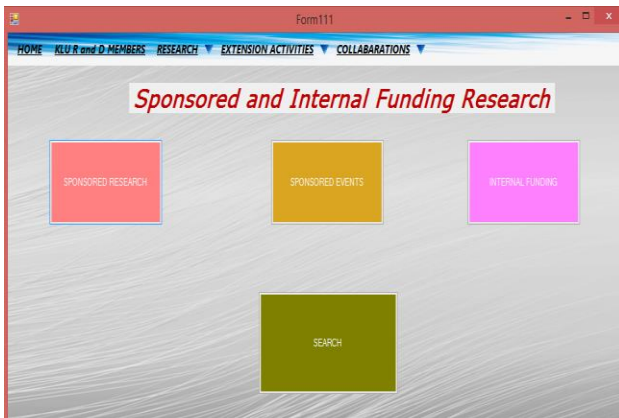 Form111
HOME KLU R and D MEMBERS RESEARCH EXTENSION ACTIVITIES COLLABARATIONS
Sponsored and Internal Funding Research
SPONSORED RESEARCH SPONSORED EVENTS INTERNAL FUNDING
SEARCH